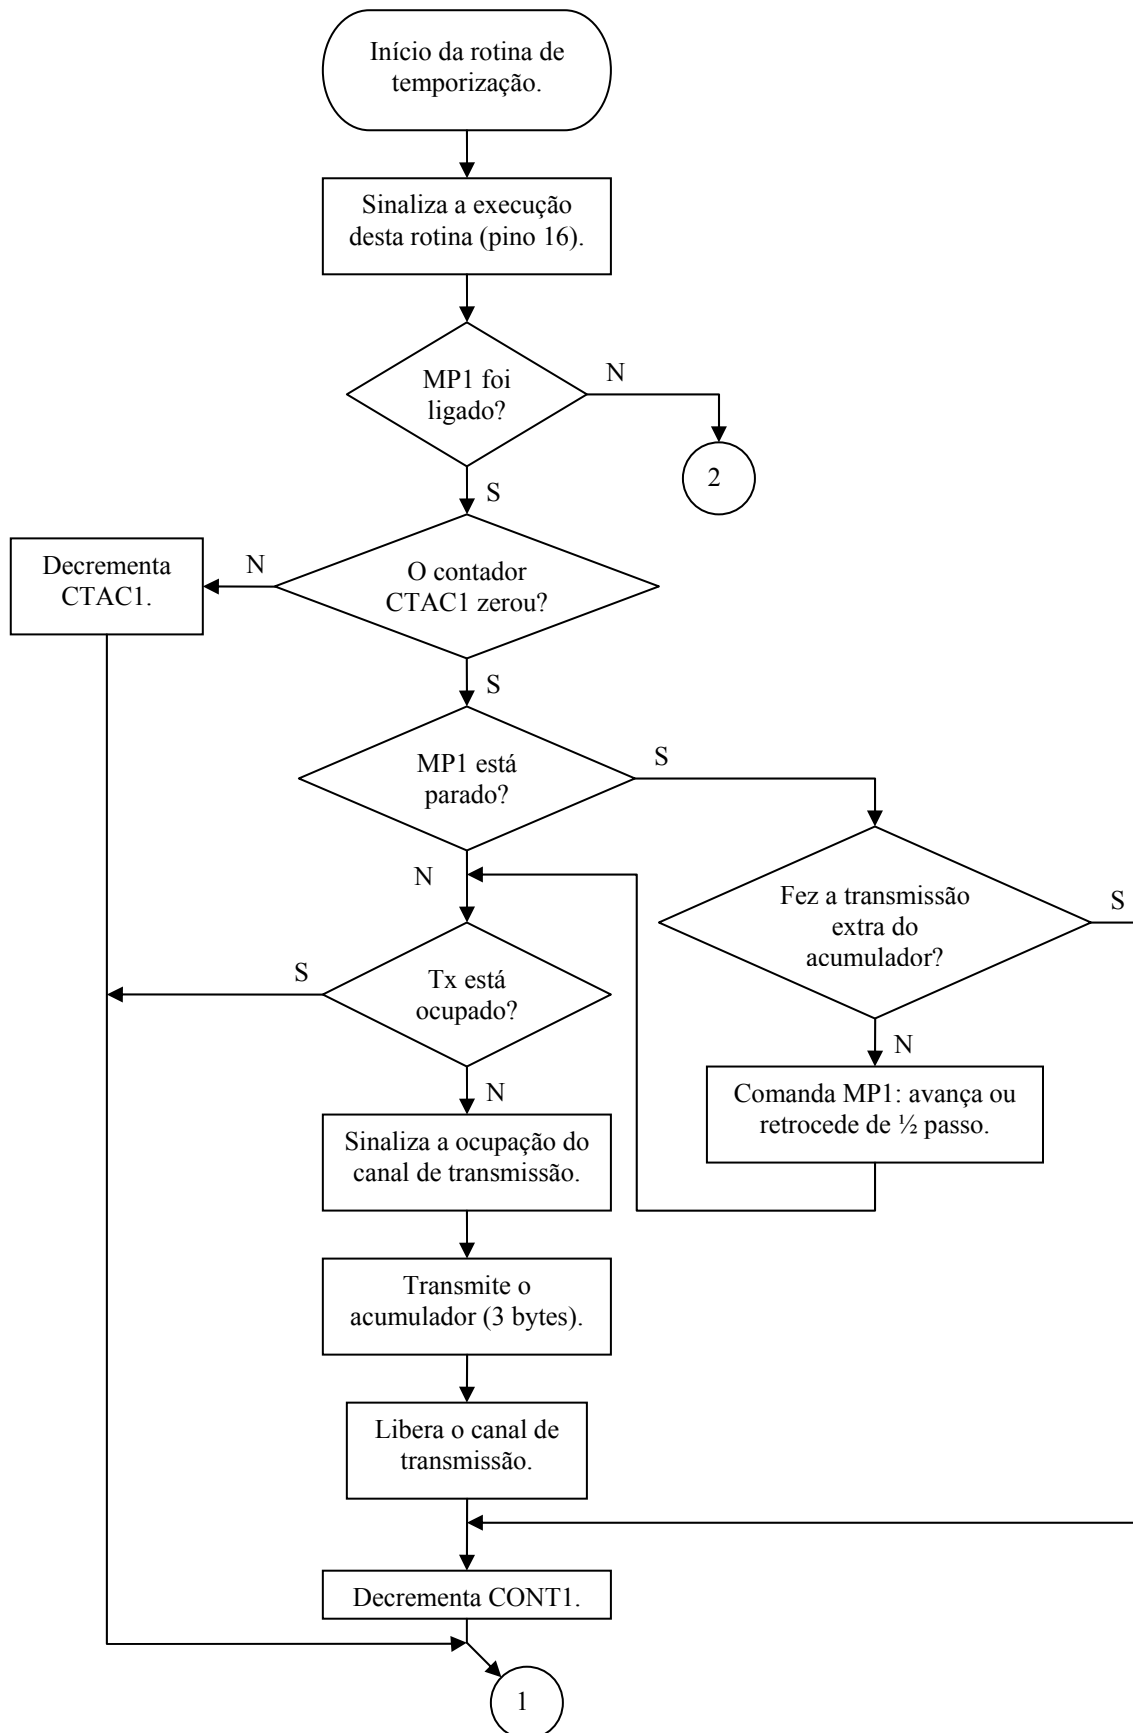 Início da rotina de
temporização.
Sinaliza a execução
desta rotina (pino 16).
MP1 foi
ligado?
N
2
S
O contador
CTAC1 zerou?
N
Decrementa
CTAC1.
S
MP1 está
parado?
S
N
Fez a transmissão
extra do
acumulador?
S
N
Comanda MP1: avança ou
retrocede de ½ passo.
Tx está
ocupado?
S
N
Sinaliza a ocupação do
canal de transmissão.
Transmite o
acumulador (3 bytes).
Libera o canal de
transmissão.
Decrementa CONT1.
1